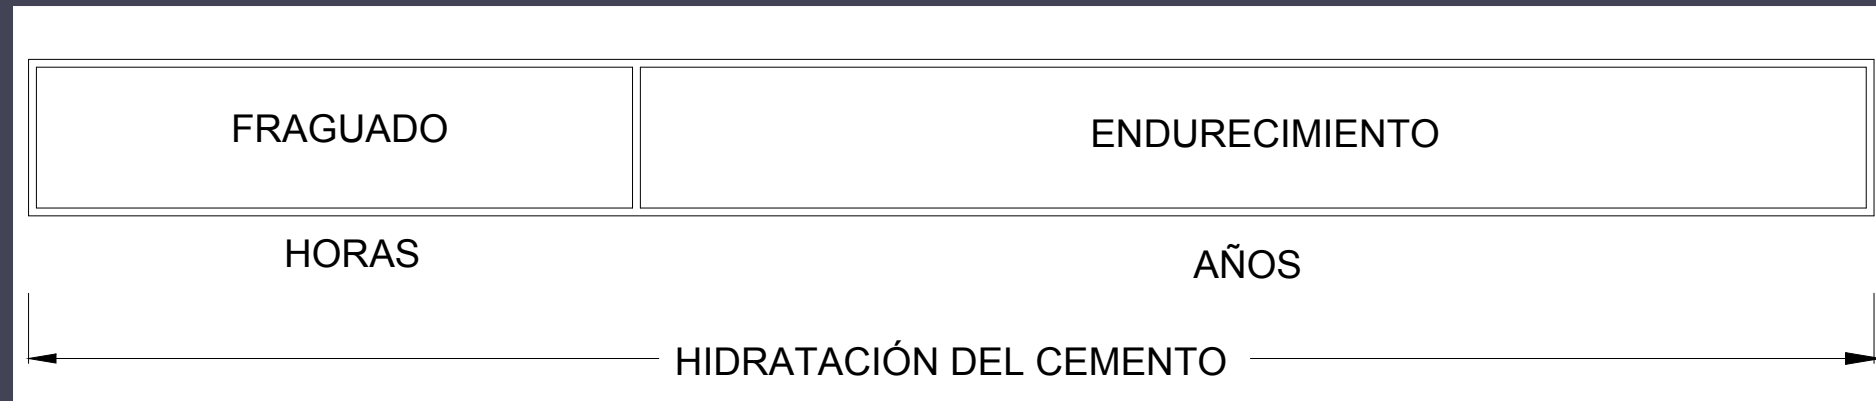 FRAGUADO
ENDURECIMIENTO
HORAS
AÑOS
HIDRATACIÓN DEL CEMENTO